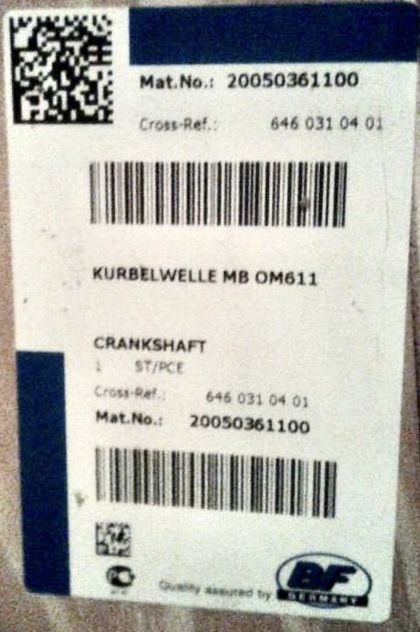 Mat.No.: 20050361100
Cross-Ref.: 646 031 04 01
KURBELWELLE MB OM611
CRANKSHAFT
1 ST/PCE
Cross-Ref.: 646 031 04 01
Mat.No.: 20050361100
Quality assured by BF
GERMANY